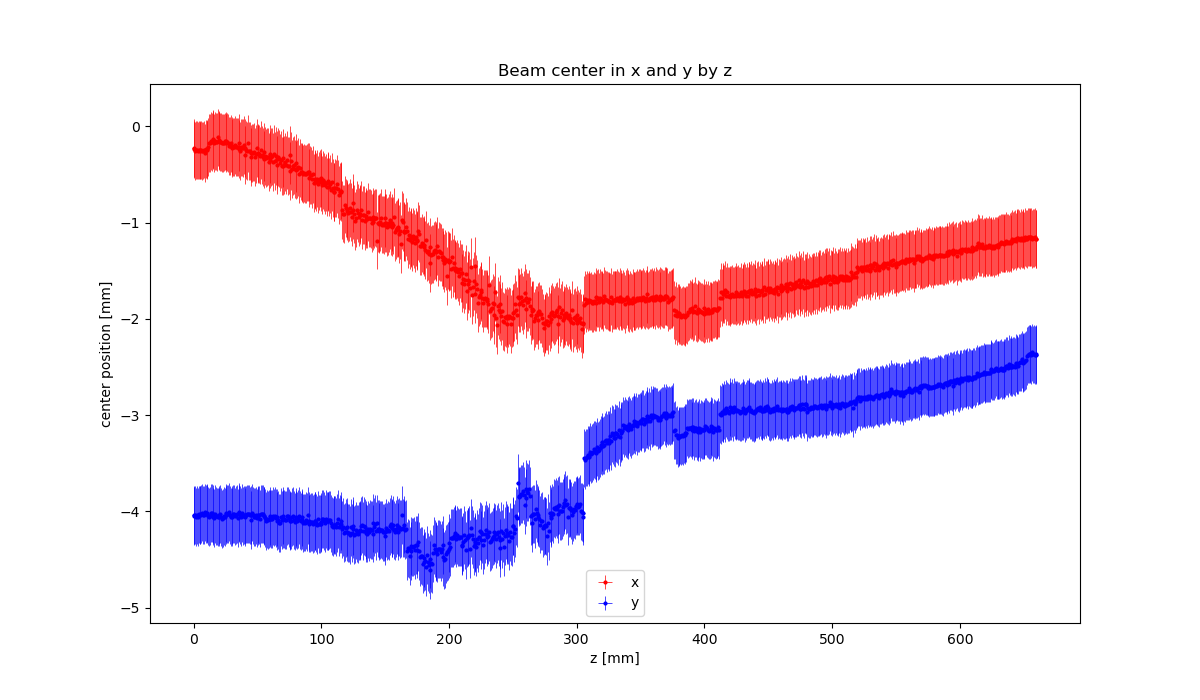 Beam center in x and y by z
center position [mm]
0
−1
−2
−3
−4
−5
0 100 200 300 400 500 600
z [mm]
x
y